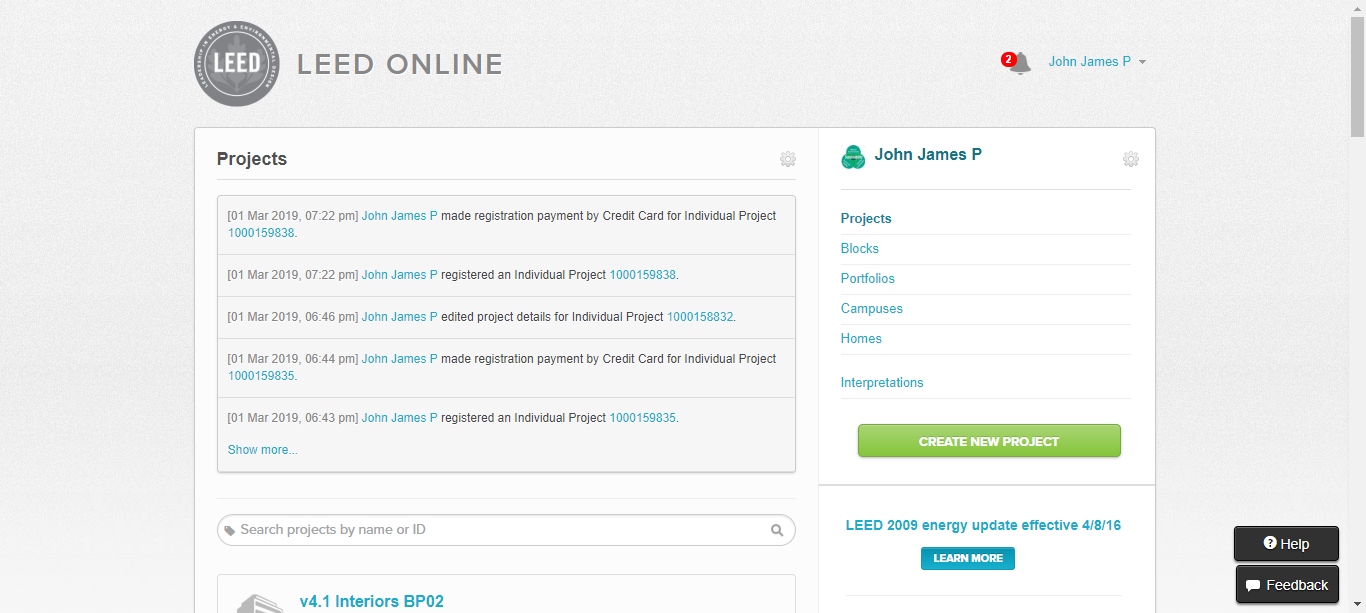 LEADERSHIP IN ENERGY & ENVIRONMENTAL DESIGN
LEED
LEED ONLINE
2
John James P
Projects
[01 Mar 2019, 07:22 pm] John James P made registration payment by Credit Card for Individual Project
1000159838.
[01 Mar 2019, 07:22 pm] John James P registered an Individual Project 1000159838.
[01 Mar 2019, 06:46 pm] John James P edited project details for Individual Project 1000158832.
[01 Mar 2019, 06:44 pm] John James P made registration payment by Credit Card for Individual Project
1000159835.
[01 Mar 2019, 06:43 pm] John James P registered an Individual Project 1000159835.
Show more...
Search projects by name or ID
v4.1 Interiors BP02
John James P
Projects
Blocks
Portfolios
Campuses
Homes
Interpretations
CREATE NEW PROJECT
LEED 2009 energy update effective 4/8/16
LEARN MORE
Help
Feedback